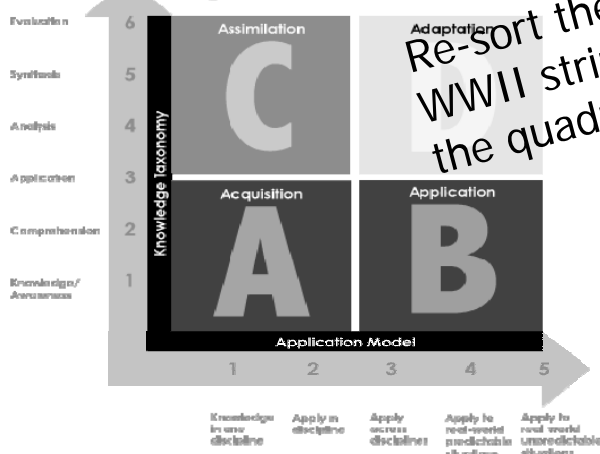 Re-sort the
WWII stri
the quad
Evaluation
6
Assimilation
Adaptation
C
D
Synthesis
5
Analysis
4
Application
3
Knowledge Taxonomy
Acquisition
Application
A
B
Comprehension
2
Knowledge/
Awareness
1
Application Model
1 2 3 4 5
Knowledge
in one
discipline
Apply in
discipline
Apply
across
disciplines
Apply to
real-world
predictable
situations
Apply to
real world
unpredictable
situations